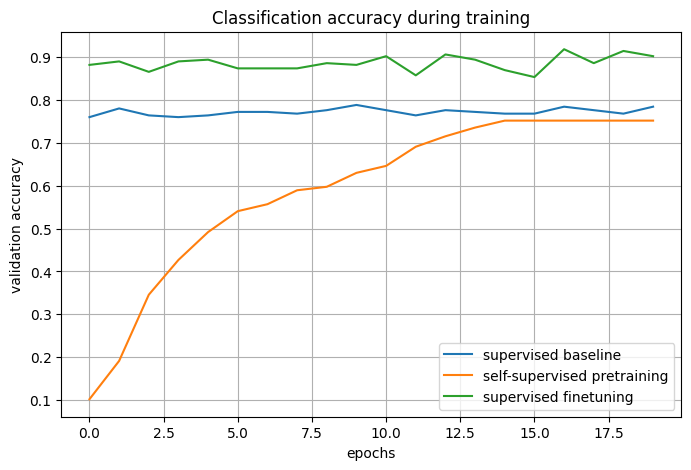 Classification accuracy during training
validation accuracy
0.9
0.8
0.7
0.6
0.5
0.4
0.3
0.2
0.1
supervised baseline
self-supervised pretraining
supervised finetuning
0.0 2.5 5.0 7.5 10.0 12.5 15.0 17.5
epochs